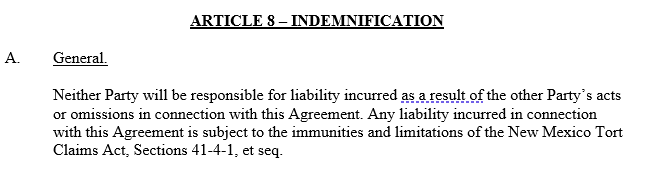 ARTICLE 8 – INDEMNIFICATION
A. General.
Neither Party will be responsible for liability incurred as a result of the other Party's acts
or omissions in connection with this Agreement. Any liability incurred in connection
with this Agreement is subject to the immunities and limitations of the New Mexico Tort
Claims Act, Sections 41-4-1, et seq.